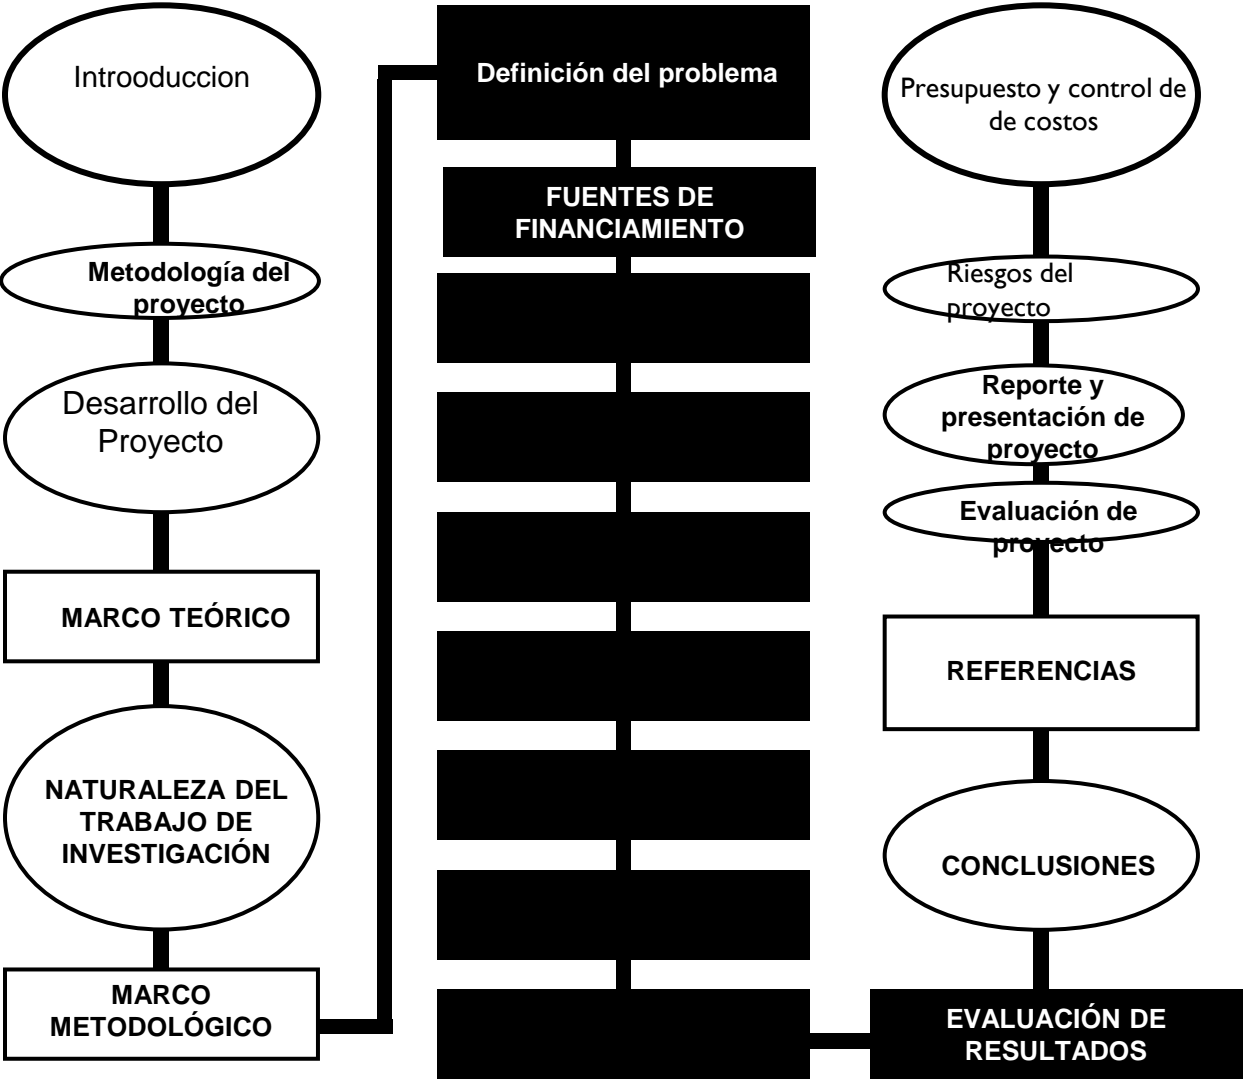 Introoduccion
Metodología del
proyecto
Desarrollo del
Proyecto
MARCO TEÓRICO
NATURALEZA DEL
TRABAJO DE
INVESTIGACIÓN
MARCO
METODOLÓGICO
Definición del problema
FUENTES DE
FINANCIAMIENTO
Presupuesto y control de
de costos
Riesgos del
proyecto
Reporte y
presentación de
proyecto
Evaluación de
proyecto
REFERENCIAS
CONCLUSIONES
EVALUACIÓN DE
RESULTADOS